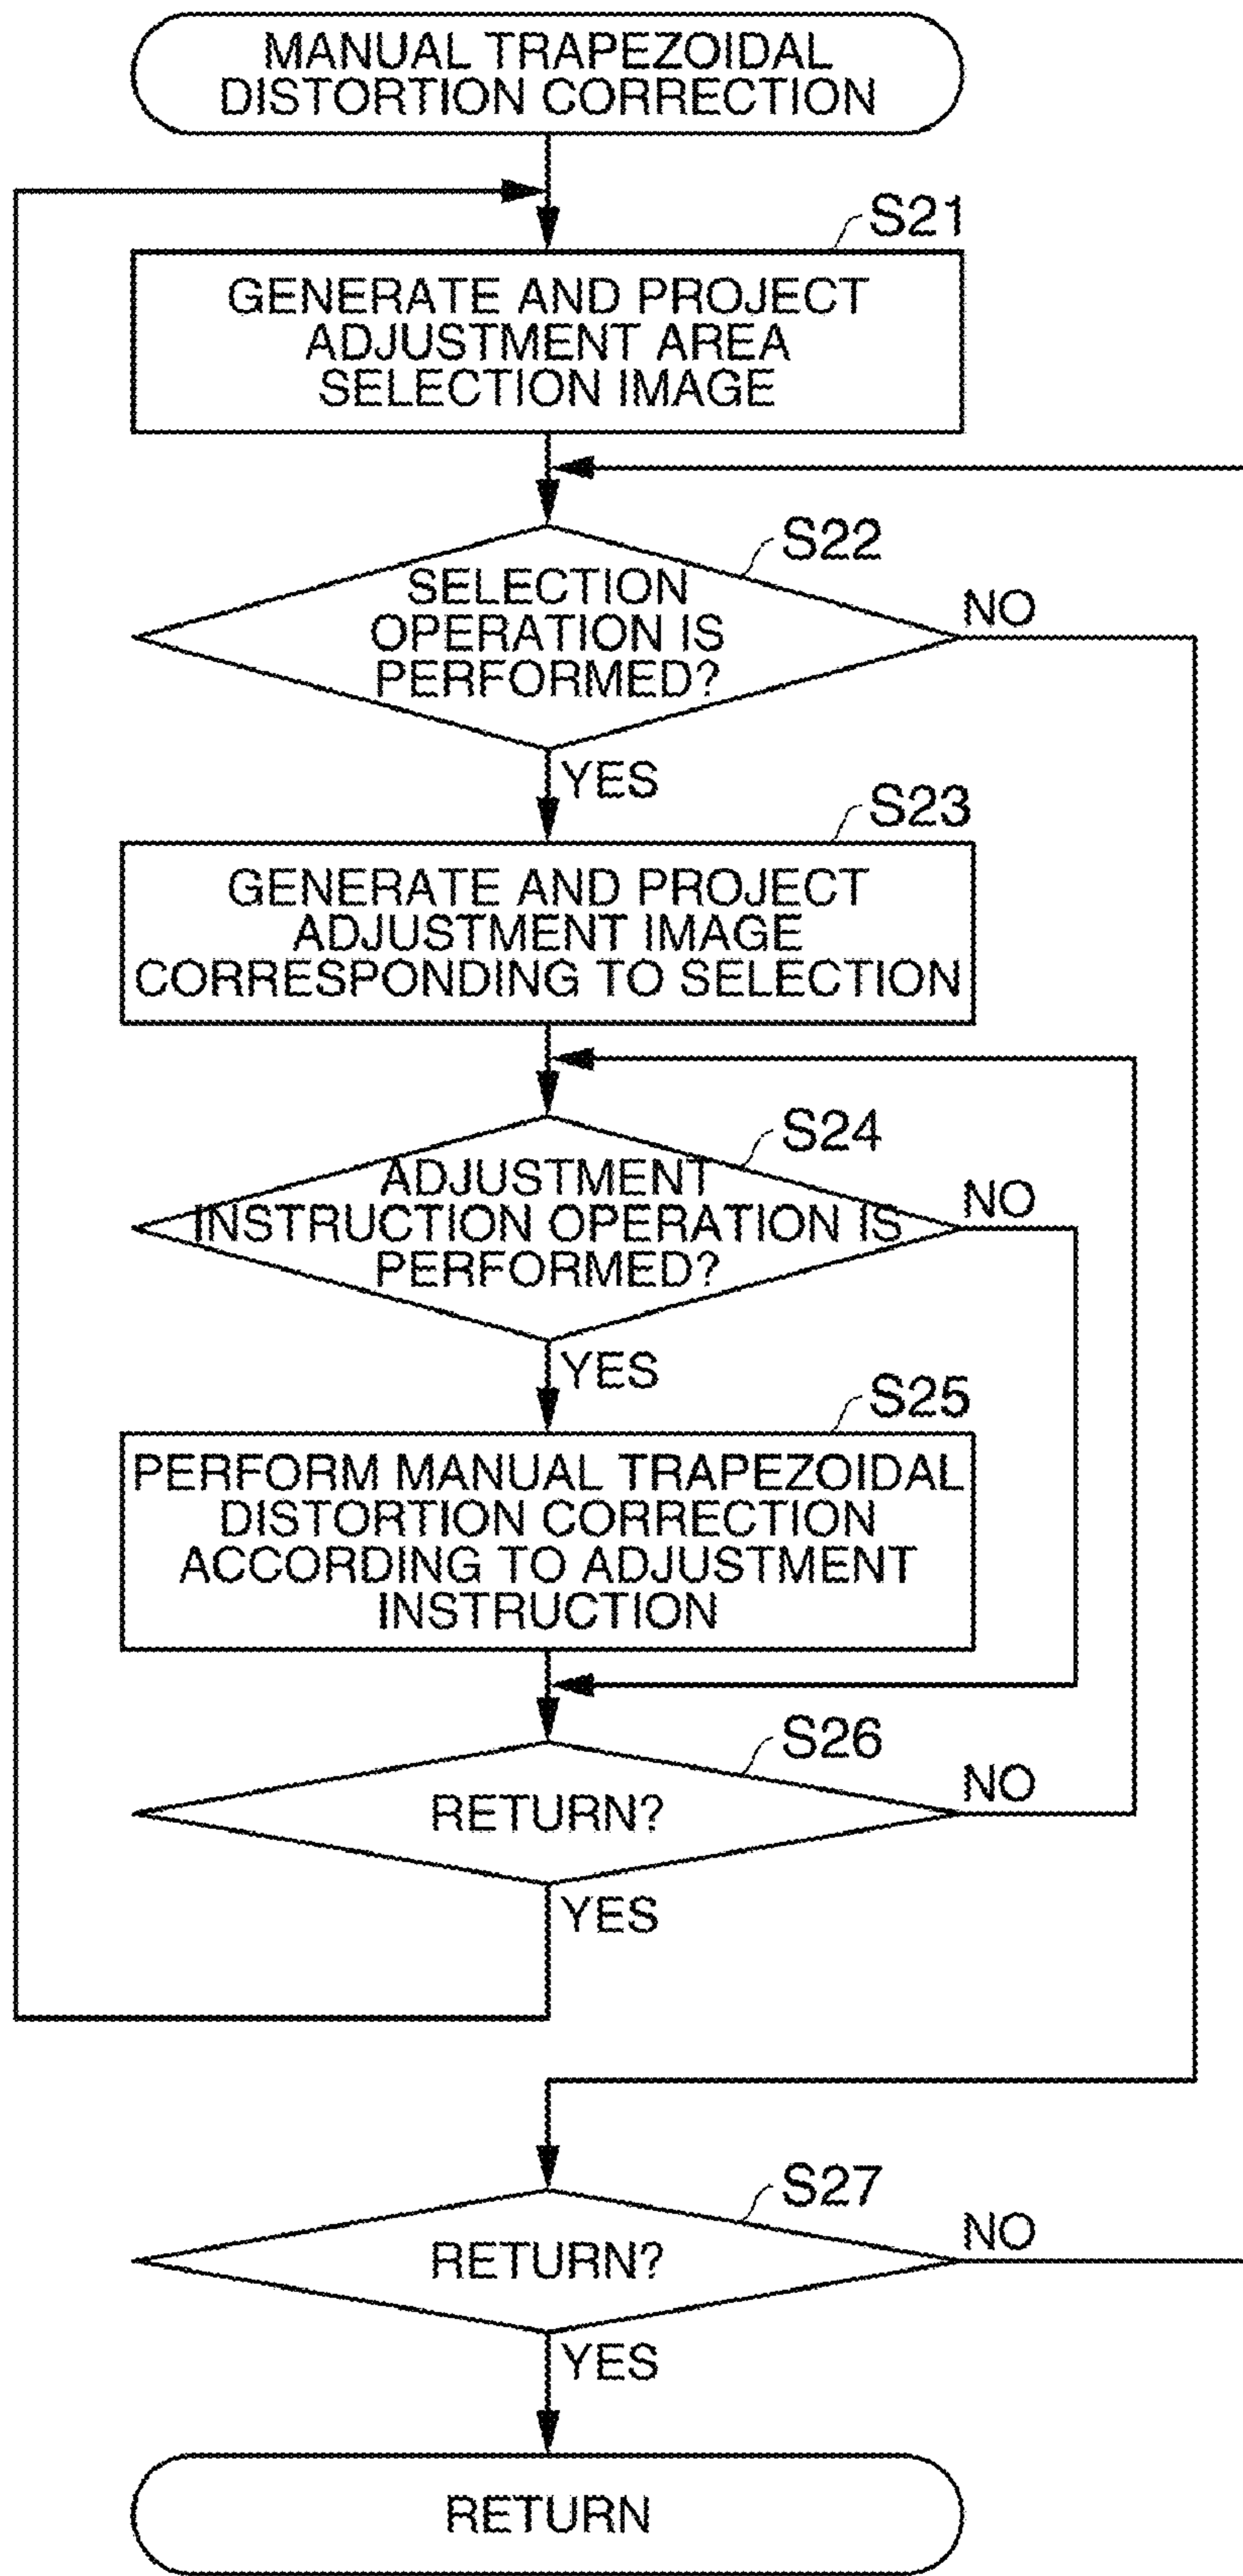 MANUAL TRAPEZOIDAL
DISTORTION CORRECTION
S21
GENERATE AND PROJECT
ADJUSTMENT AREA
SELECTION IMAGE
S22
SELECTION
OPERATION IS
PERFORMED?
NO
YES
S23
GENERATE AND PROJECT
ADJUSTMENT IMAGE
CORRESPONDING TO SELECTION
S24
ADJUSTMENT
INSTRUCTION OPERATION IS
PERFORMED?
NO
YES
S25
PERFORM MANUAL TRAPEZOIDAL
DISTORTION CORRECTION
ACCORDING TO ADJUSTMENT
INSTRUCTION
S26
RETURN?
NO
YES
S27
RETURN?
NO
YES
RETURN